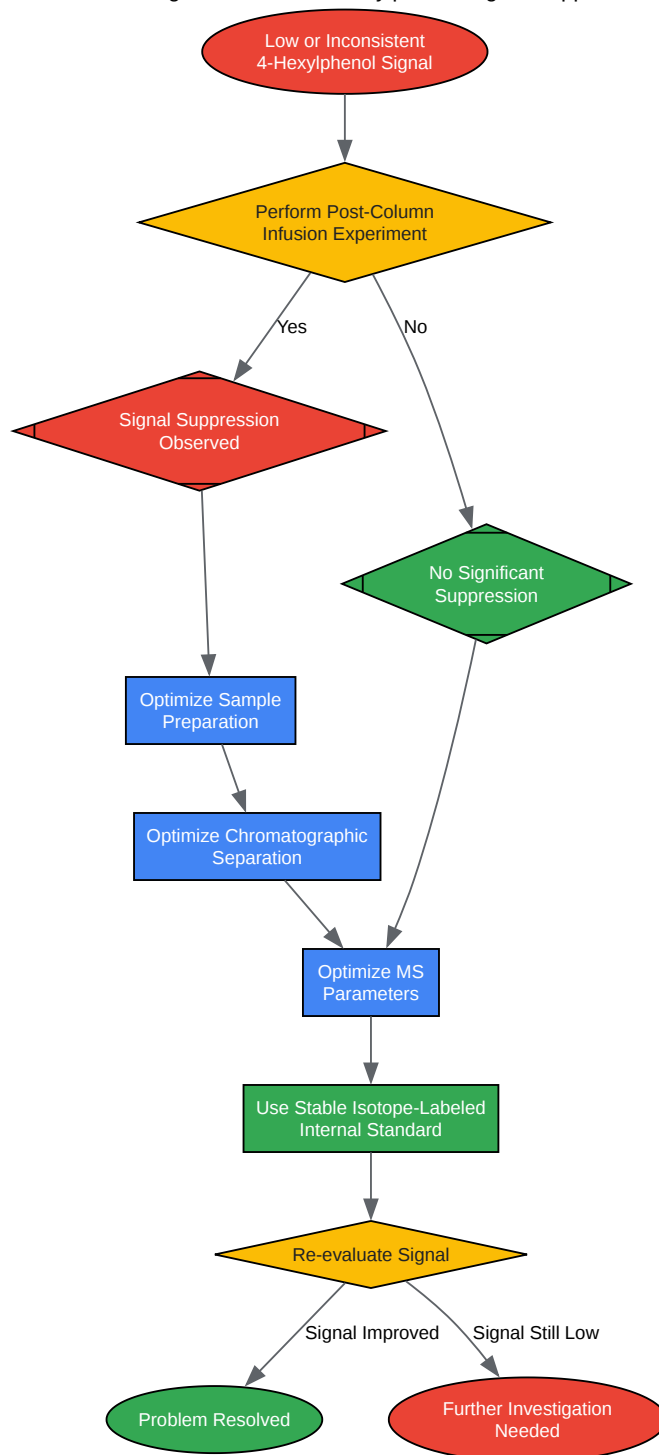 Low or Inconsistent
4-Hexylphenol Signal
Perform Post-Column
Infusion Experiment
Yes
No
Signal Suppression
Observed
No Significant
Suppression
Optimize Sample
Preparation
Optimize Chromatographic
Separation
Optimize MS
Parameters
Use Stable Isotope-Labeled
Internal Standard
Re-evaluate Signal
Signal Improved
Signal Still Low
Problem Resolved
Further Investigation
Needed